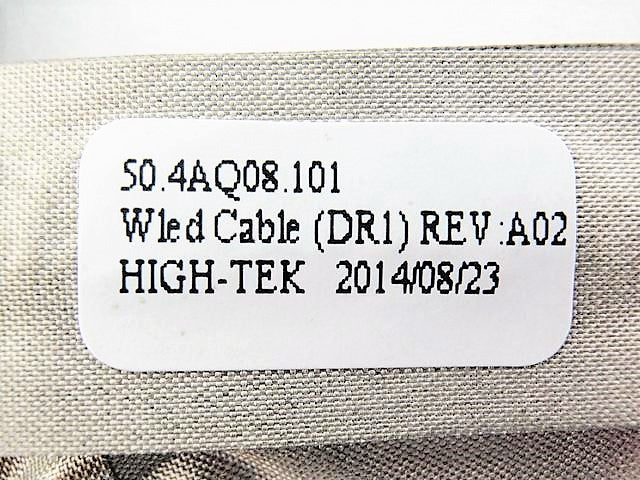 50.4AQ08.101
Wled Cable (DR1) REV:A02
HIGH-TEK 2014/08/23